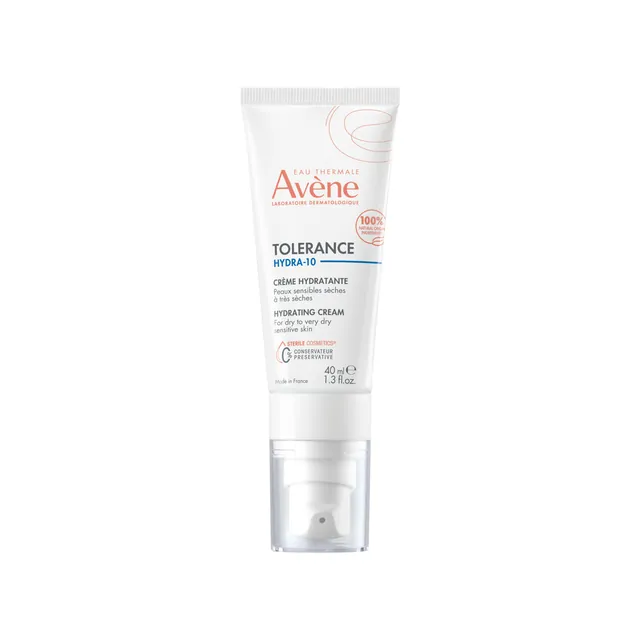 EAU THERMALE
Avène
LABORATOIRE DERMATOLOGIQUE
100%
TOLERANCE
HYDRA-10
CRÈME HYDRATANTE
Peaux sensibles sèches
à très sèches
HYDRATING CREAM
For dry to very dry
sensitive skin
STERILE COSMETICS
0% CONSERVATEUR
PRESERVATIVE
40 ml e
Made in France 1.3 fl.oz.